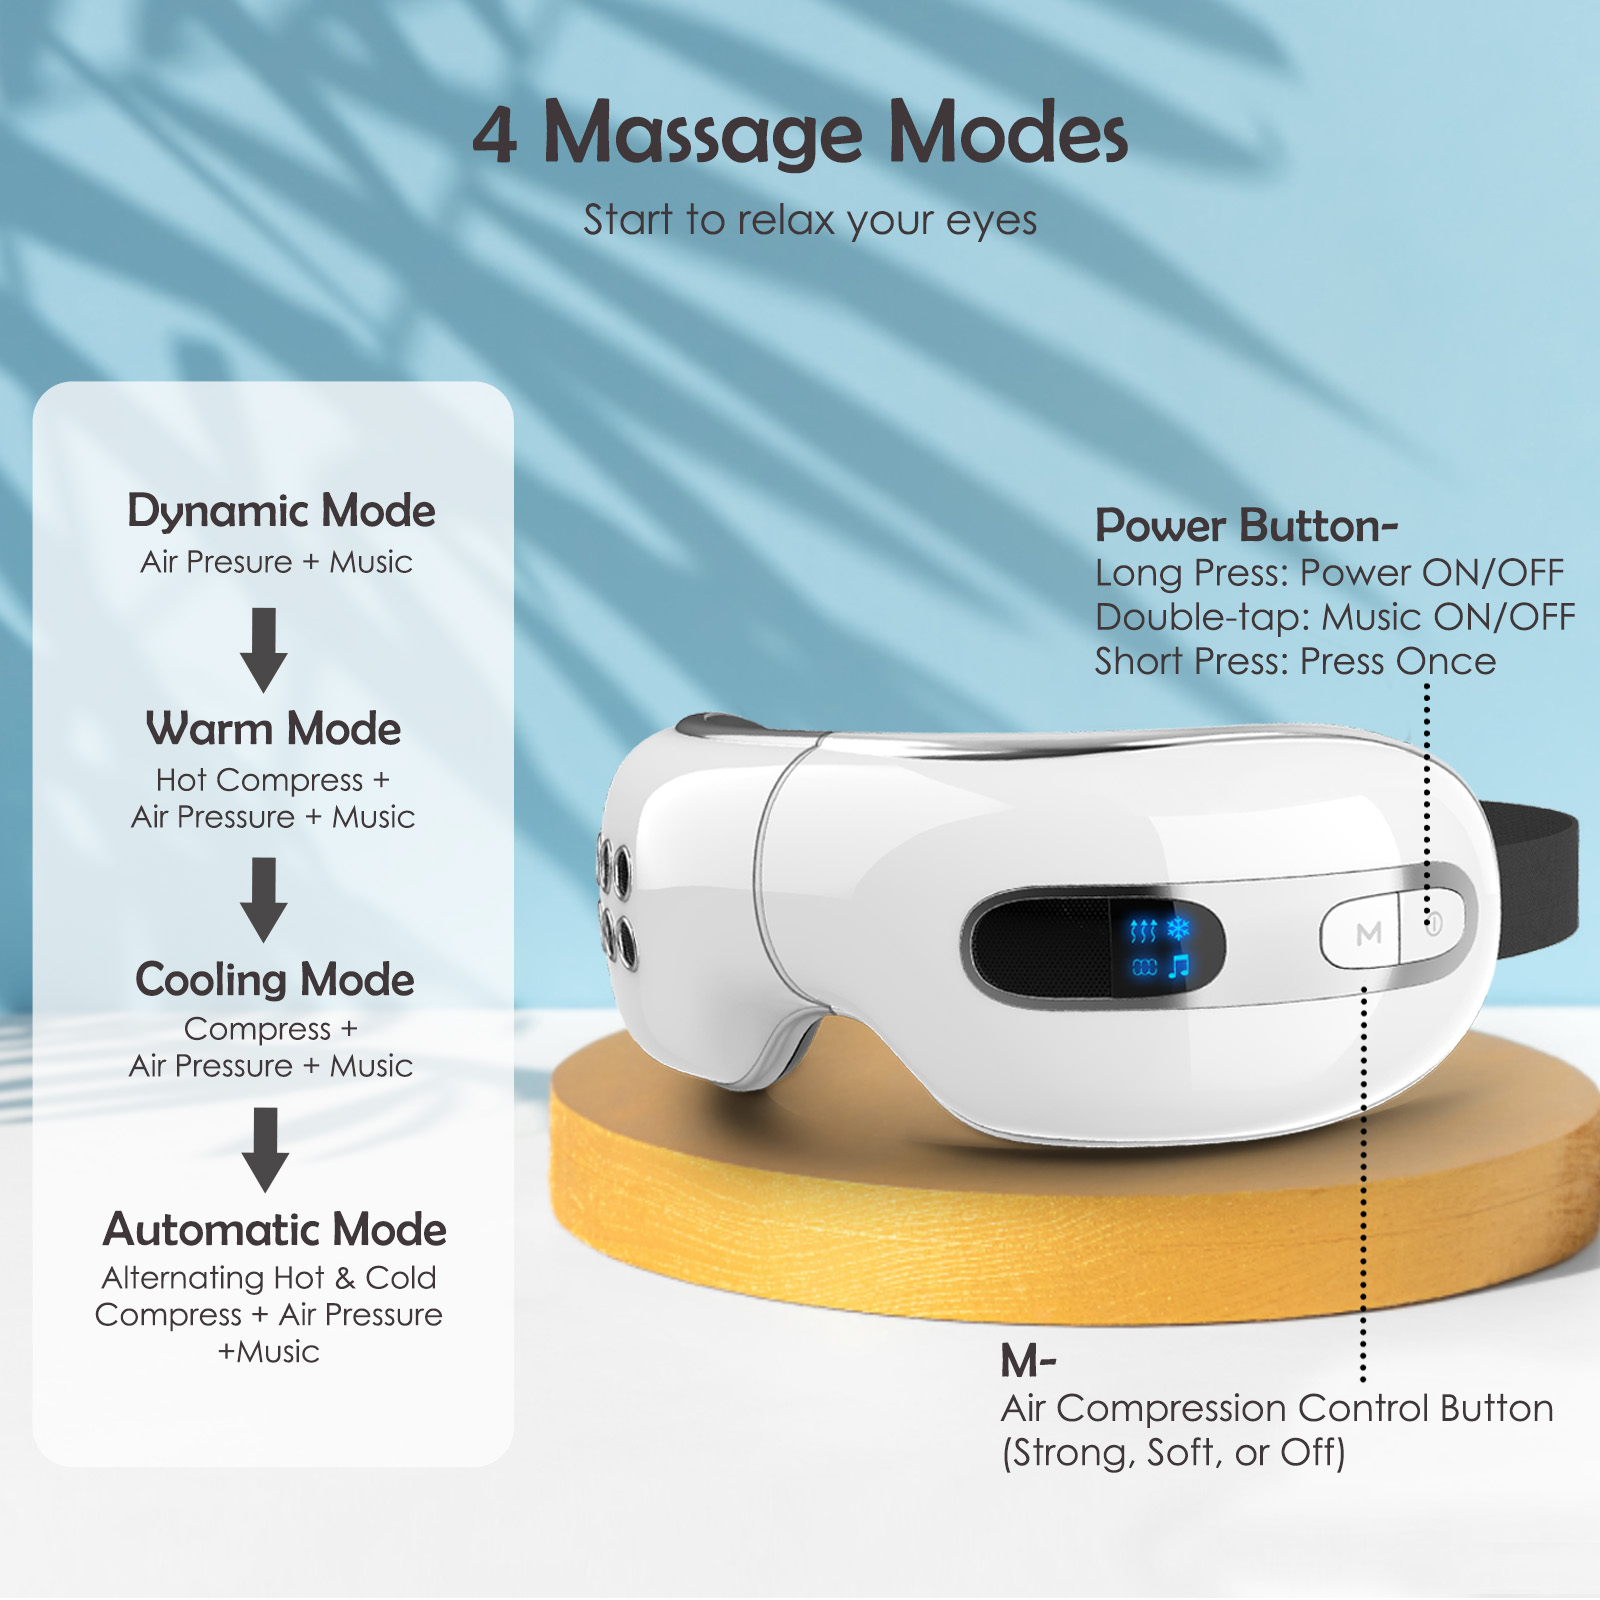 4 Massage Modes
Start to relax your eyes
Dynamic Mode
Air Presure + Music
Warm Mode
Hot Compress +
Air Pressure + Music
Cooling Mode
Compress +
Air Pressure + Music
Automatic Mode
Alternating Hot & Cold
Compress + Air Pressure
+Music
Power Button-
Long Press: Power ON/OFF
Double-tap: Music ON/OFF
Short Press: Press Once
M
M-
Air Compression Control Button
(Strong, Soft, or Off)